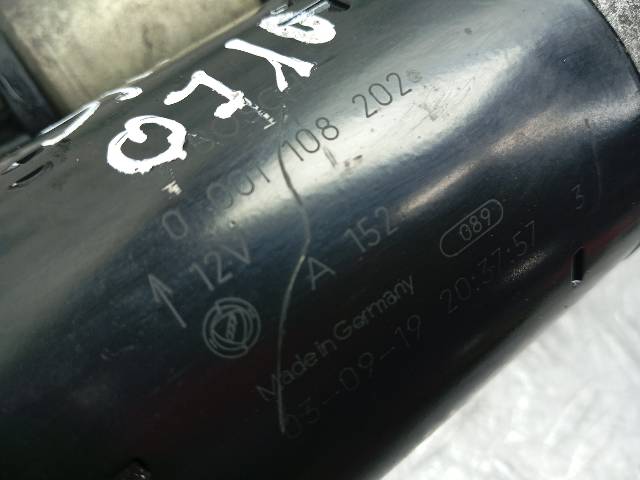 0 001 108 202
12V A 152 089
Made in Germany
03-09-19 20:37:57 3